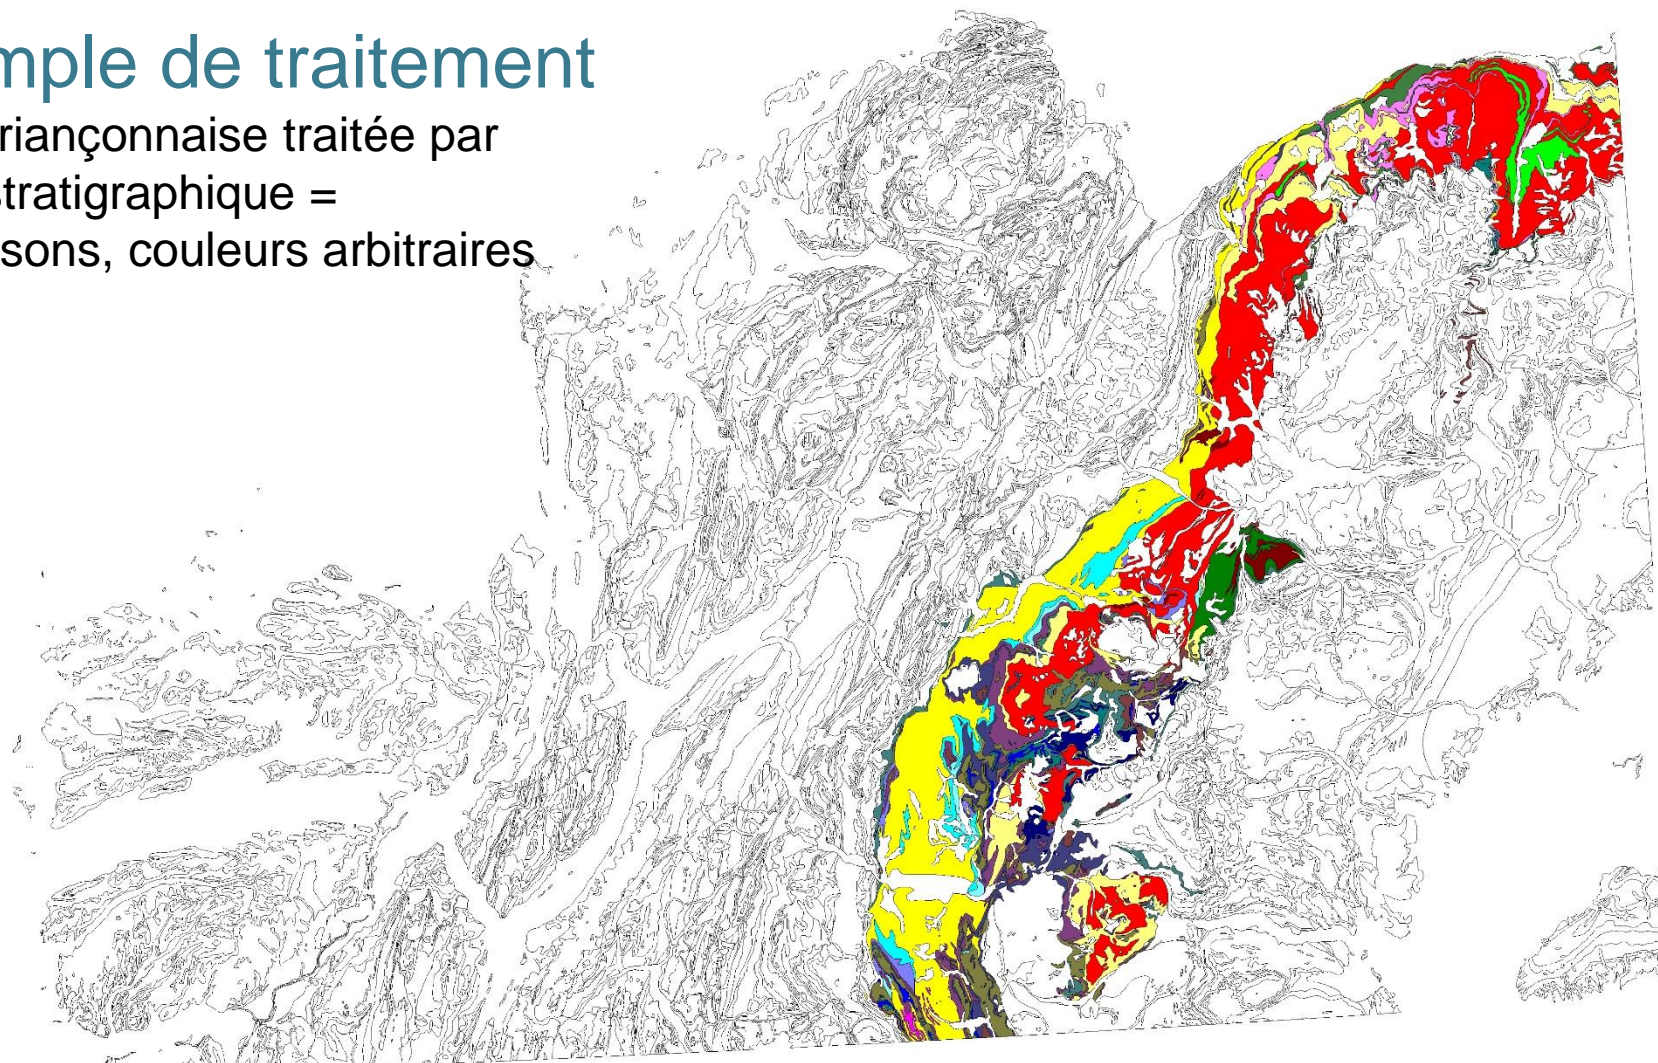 mple de traitement
riançonnaise traitée par
stratigraphique =
sons, couleurs arbitraires